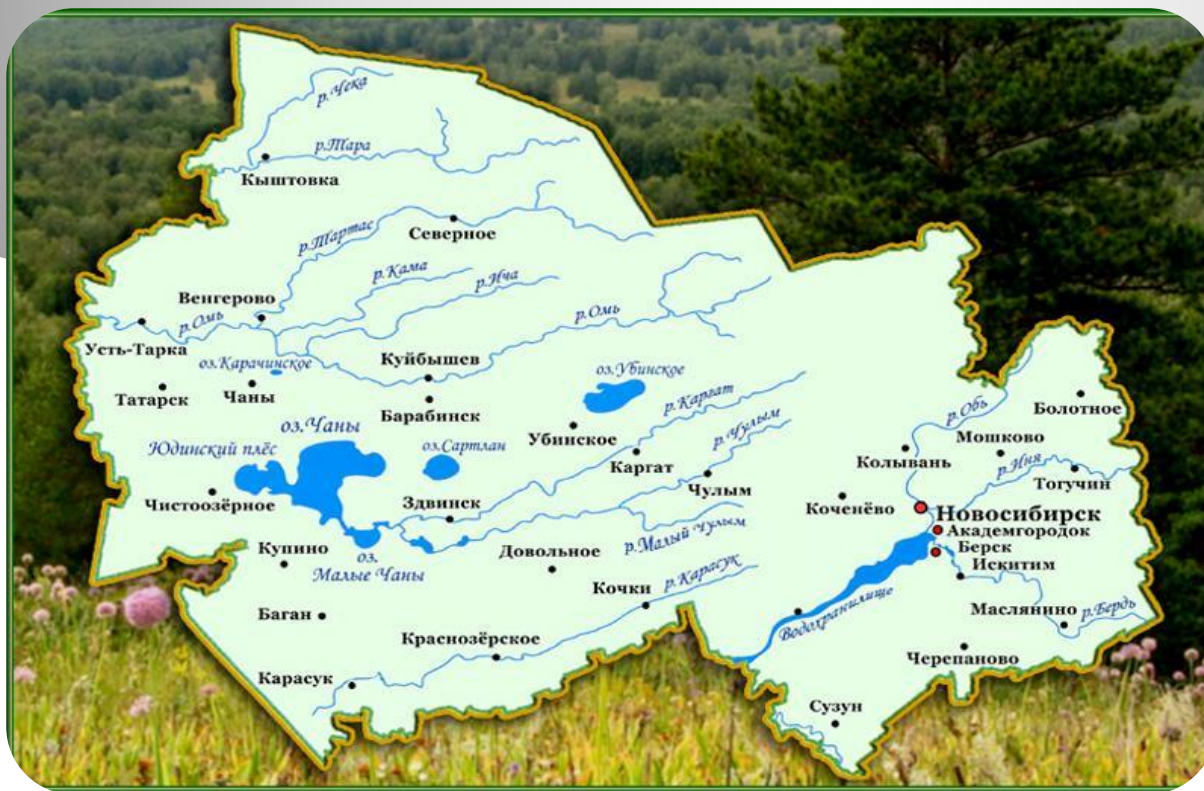 р.Чека
р.Тара
Кыштовка
р.Тартас
Северное
р.Кама
р.Ича
Венгерово
р.Омь
р.Омь
Усть-Тарка
оз.Карачинское
Куйбышев
оз.Убинское
Татарск
Чаны
Барабинск
р.Каргат
Болотное
р.Обь
оз.Чаны
Убинское
р.Чулым
Мошково
Юдинский плёс
оз.Сартлан
Каргат
Колывань
р.Иня
Тогучин
Чистоозёрное
Здвинск
Чулым
Коченёво
Новосибирск
Академгородок
Купино
оз.
Малые Чаны
Довольное
р.Малый Чулым
Бердск
Искитим
Кочки
р.Карасук
Баган
Водохранилище
Маслянино
р.Бердь
Краснозёрское
Черепаново
Карасук
Сузун